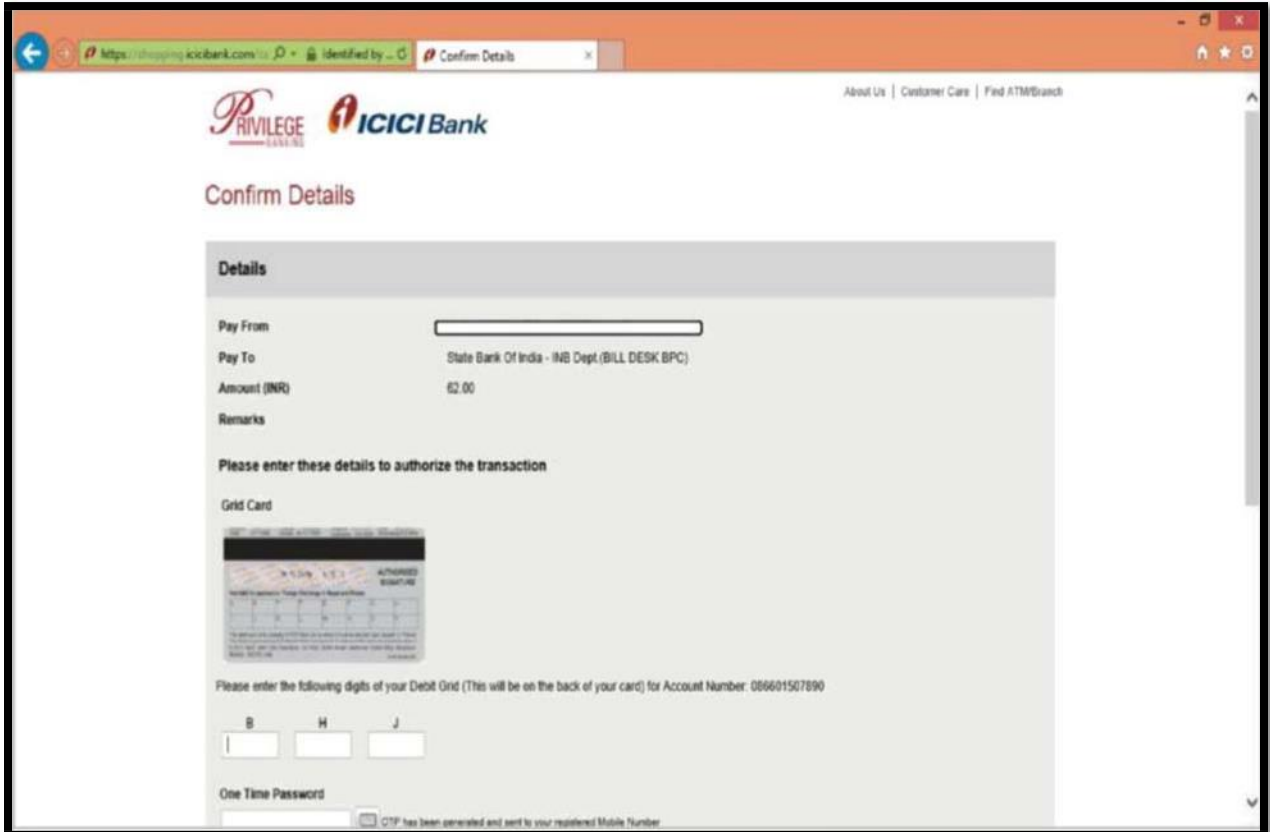 https://shopping.icicibank.com Identified by ... Confirm Details
About Us | Customer Care | Find ATM/Branch
PRIVILEGE BANKING ICICI Bank
Confirm Details
Details
Pay From
Pay To State Bank Of India - INB Dept.(BILL DESK BPC)
Amount (INR) 62.00
Remarks
Please enter these details to authorize the transaction
Grid Card
AUTHORISED
SIGNATURE
Please enter the following digits of your Debit Grid (This will be on the back of your card) for Account Number: 086601507890
B H J
One Time Password
OTP has been generated and sent to your registered Mobile Number